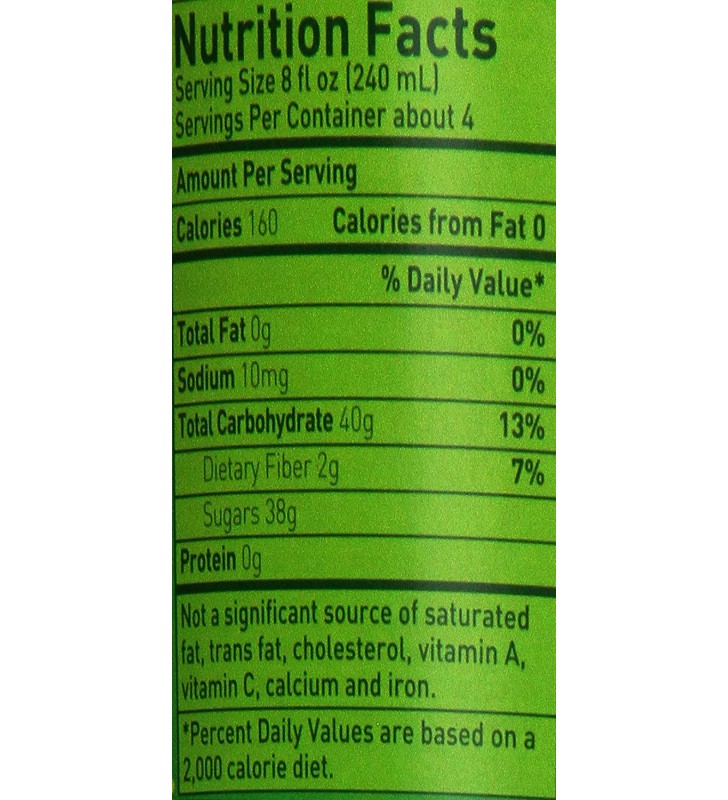 Nutrition Facts
Serving Size 8 fl oz (240 mL)
Servings Per Container about 4
Amount Per Serving
Calories 160 Calories from Fat 0
% Daily Value*
Total Fat 0g 0%
Sodium 10mg 0%
Total Carbohydrate 40g 13%
Dietary Fiber 2g 7%
Sugars 38g
Protein 0g
Not a significant source of saturated
fat, trans fat, cholesterol, vitamin A,
vitamin C, calcium and iron.
*Percent Daily Values are based on a
2,000 calorie diet.